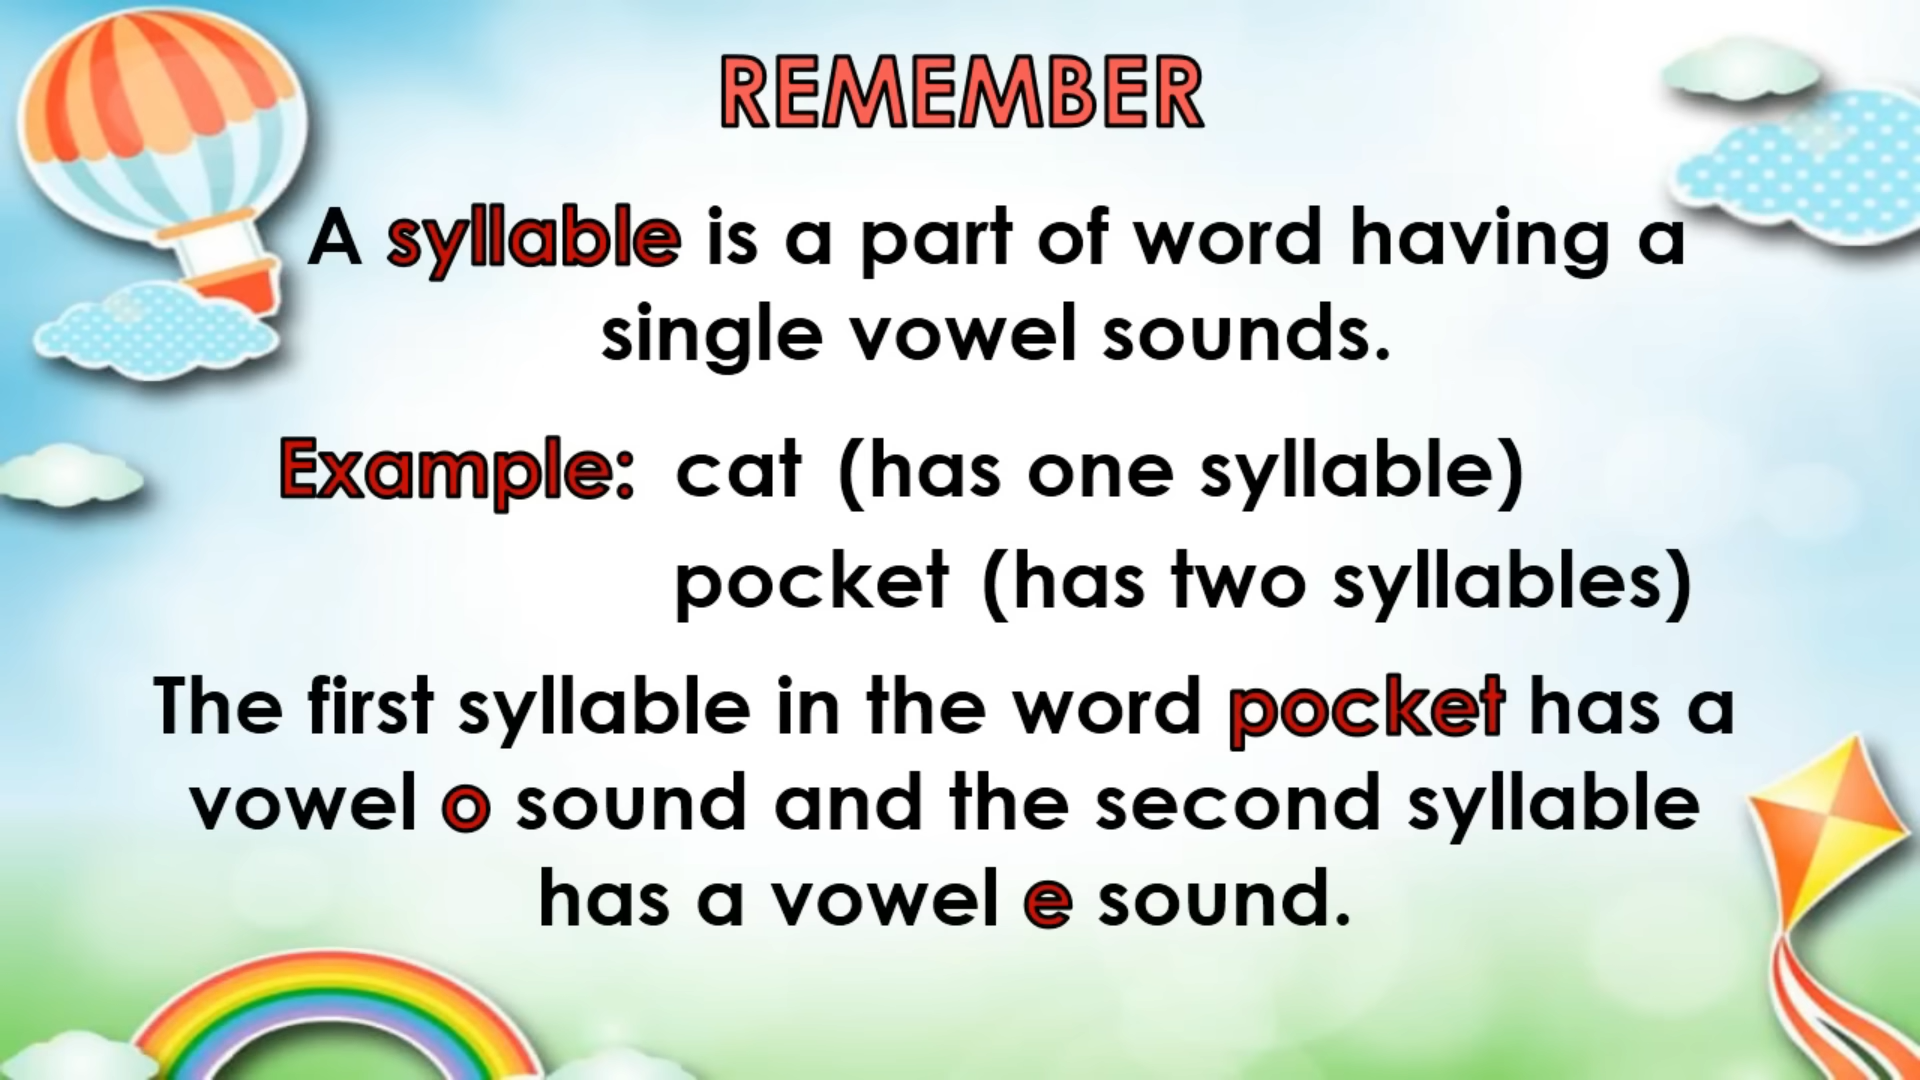 REMEMBER
A syllable is a part of word having a
single vowel sounds.
Example: cat (has one syllable)
pocket (has two syllables)
The first syllable in the word pocket has a
vowel o sound and the second syllable
has a vowel e sound.